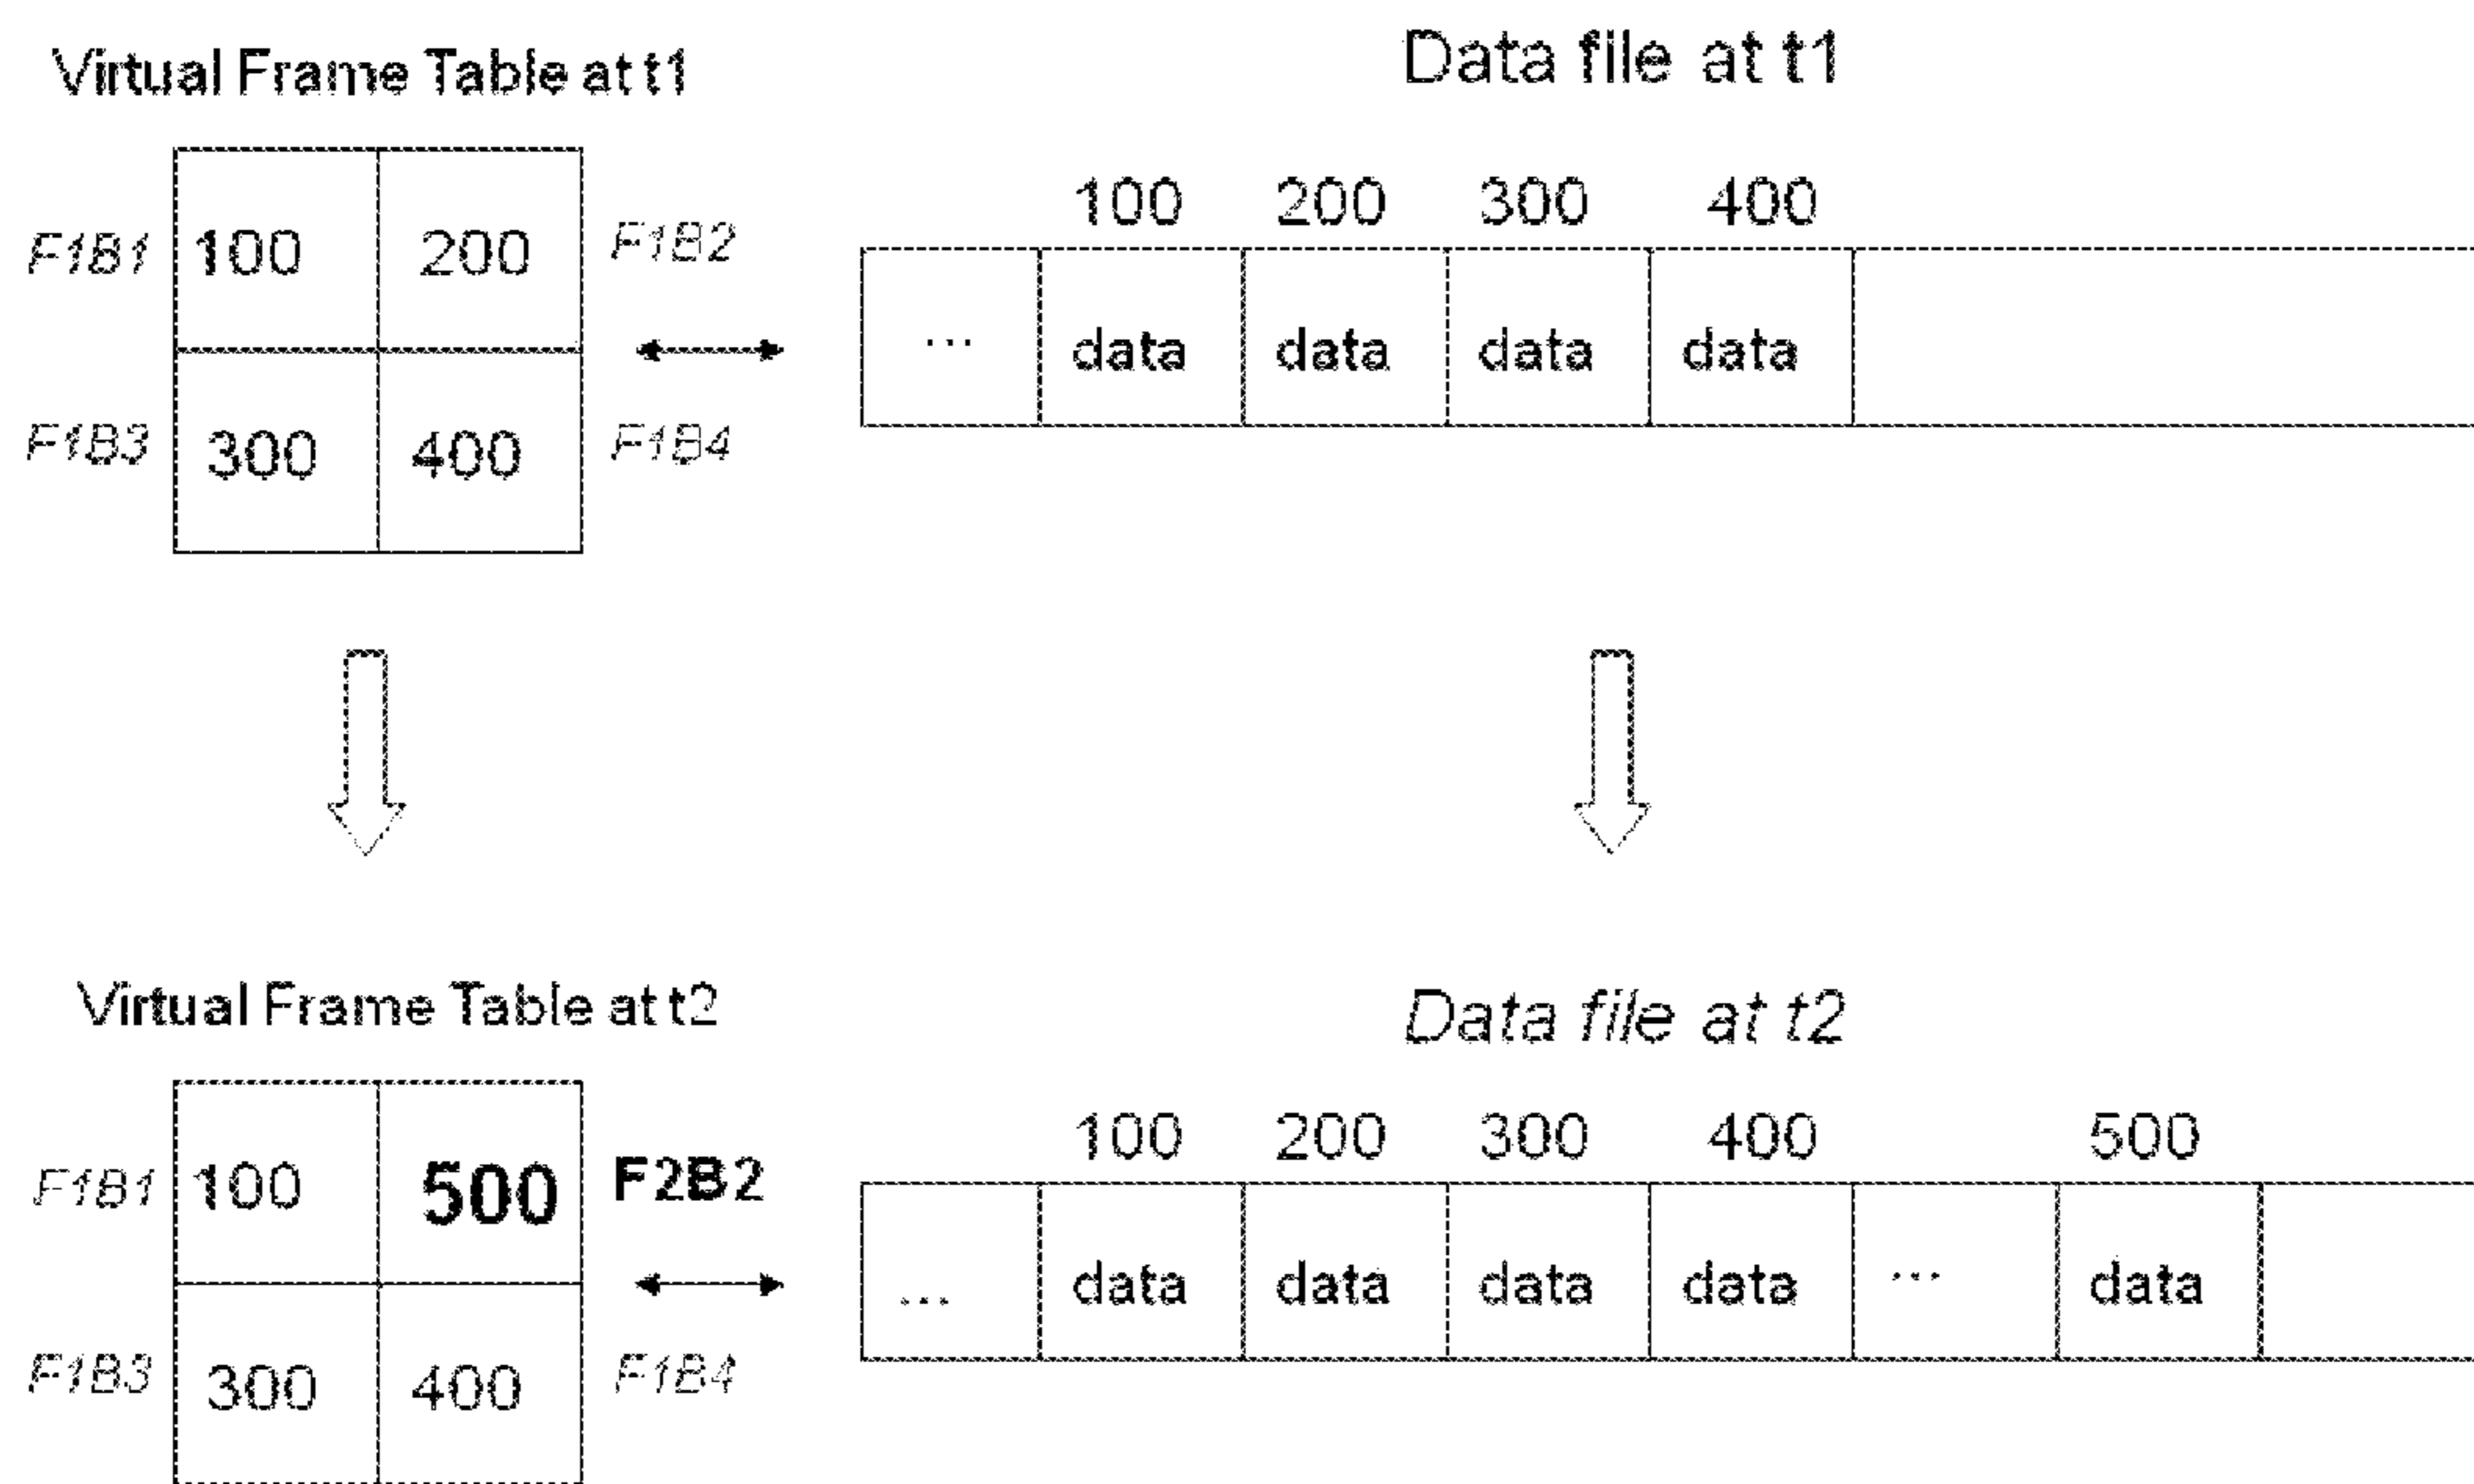 Virtual Frame Table at t1
Data file at t1
100 200 300 400
F1B1 100 200 F1B2
... data data data data
F1B3 300 400 F1B4
Virtual Frame Table at t2
Data file at t2
100 200 300 400 500
F1B1 100 500 F2B2
... data data data data ... data
F1B3 300 400 F1B4